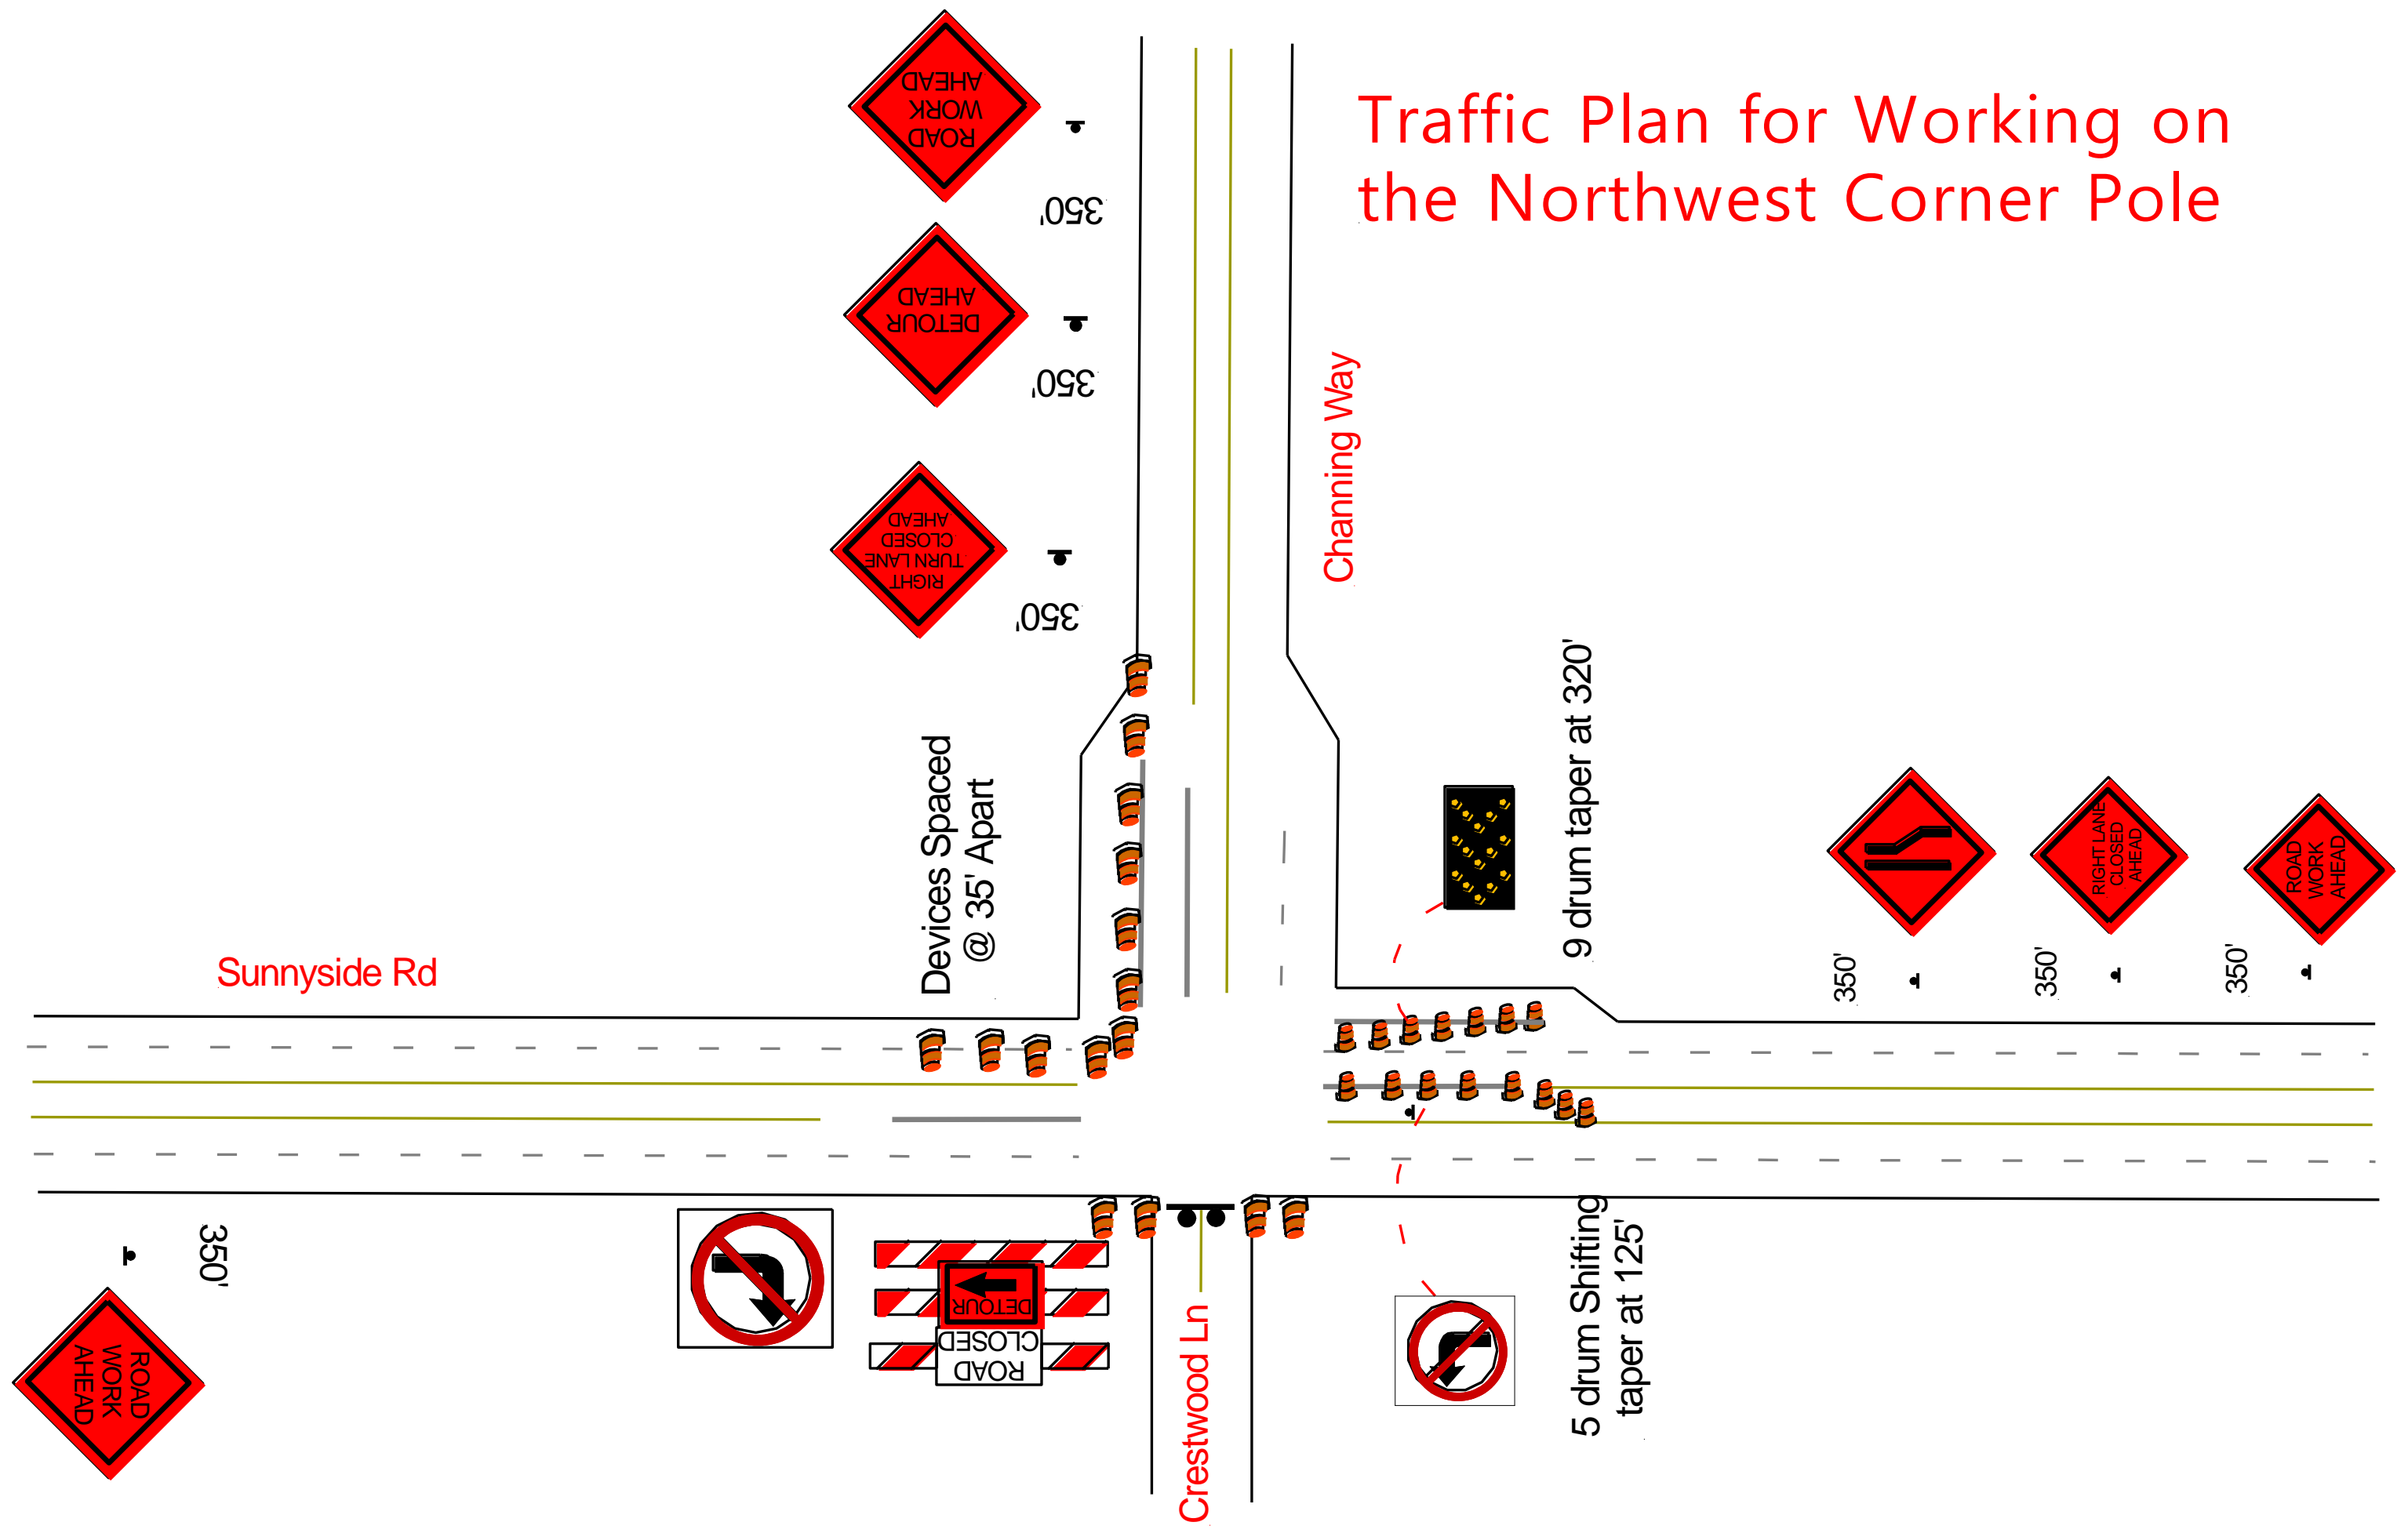 Traffic Plan for Working on
the Northwest Corner Pole
ROAD
WORK
AHEAD
350'
DETOUR
AHEAD
350'
RIGHT
TURN LANE
CLOSED
AHEAD
350'
Channing Way
Devices Spaced
@ 35' Apart
9 drum taper at 320'
RIGHT LANE
CLOSED
AHEAD
ROAD
WORK
AHEAD
350'
350'
350'
Sunnyside Rd
350'
ROAD
WORK
AHEAD
DETOUR
ROAD
CLOSED
Crestwood Ln
5 drum Shifting
taper at 125'